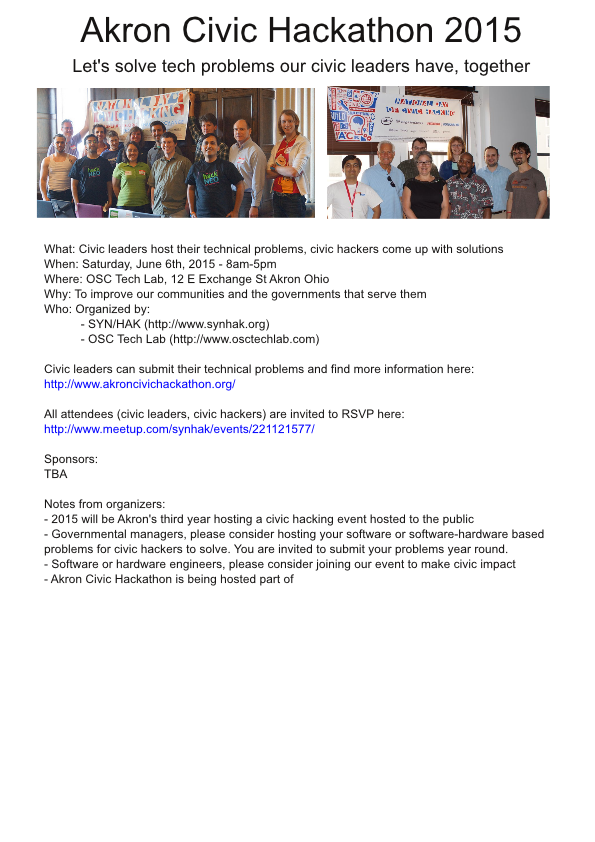 Akron Civic Hackathon 2015
Let's solve tech problems our civic leaders have, together
NATIONAL DAY
CIVIC HACKING
NATIONAL DAY
What: Civic leaders host their technical problems, civic hackers come up with solutions
When: Saturday, June 6th, 2015 - 8am-5pm
Where: OSC Tech Lab, 12 E Exchange St Akron Ohio
Why: To improve our communities and the governments that serve them
Who: Organized by:
- SYN/HAK (http://www.synhak.org)
- OSC Tech Lab (http://www.osctechlab.com)
Civic leaders can submit their technical problems and find more information here:
http://www.akroncivichackathon.org/
All attendees (civic leaders, civic hackers) are invited to RSVP here:
http://www.meetup.com/synhak/events/221121577/
Sponsors:
TBA
Notes from organizers:
- 2015 will be Akron's third year hosting a civic hacking event hosted to the public
- Governmental managers, please consider hosting your software or software-hardware based
problems for civic hackers to solve. You are invited to submit your problems year round.
- Software or hardware engineers, please consider joining our event to make civic impact
- Akron Civic Hackathon is being hosted part of